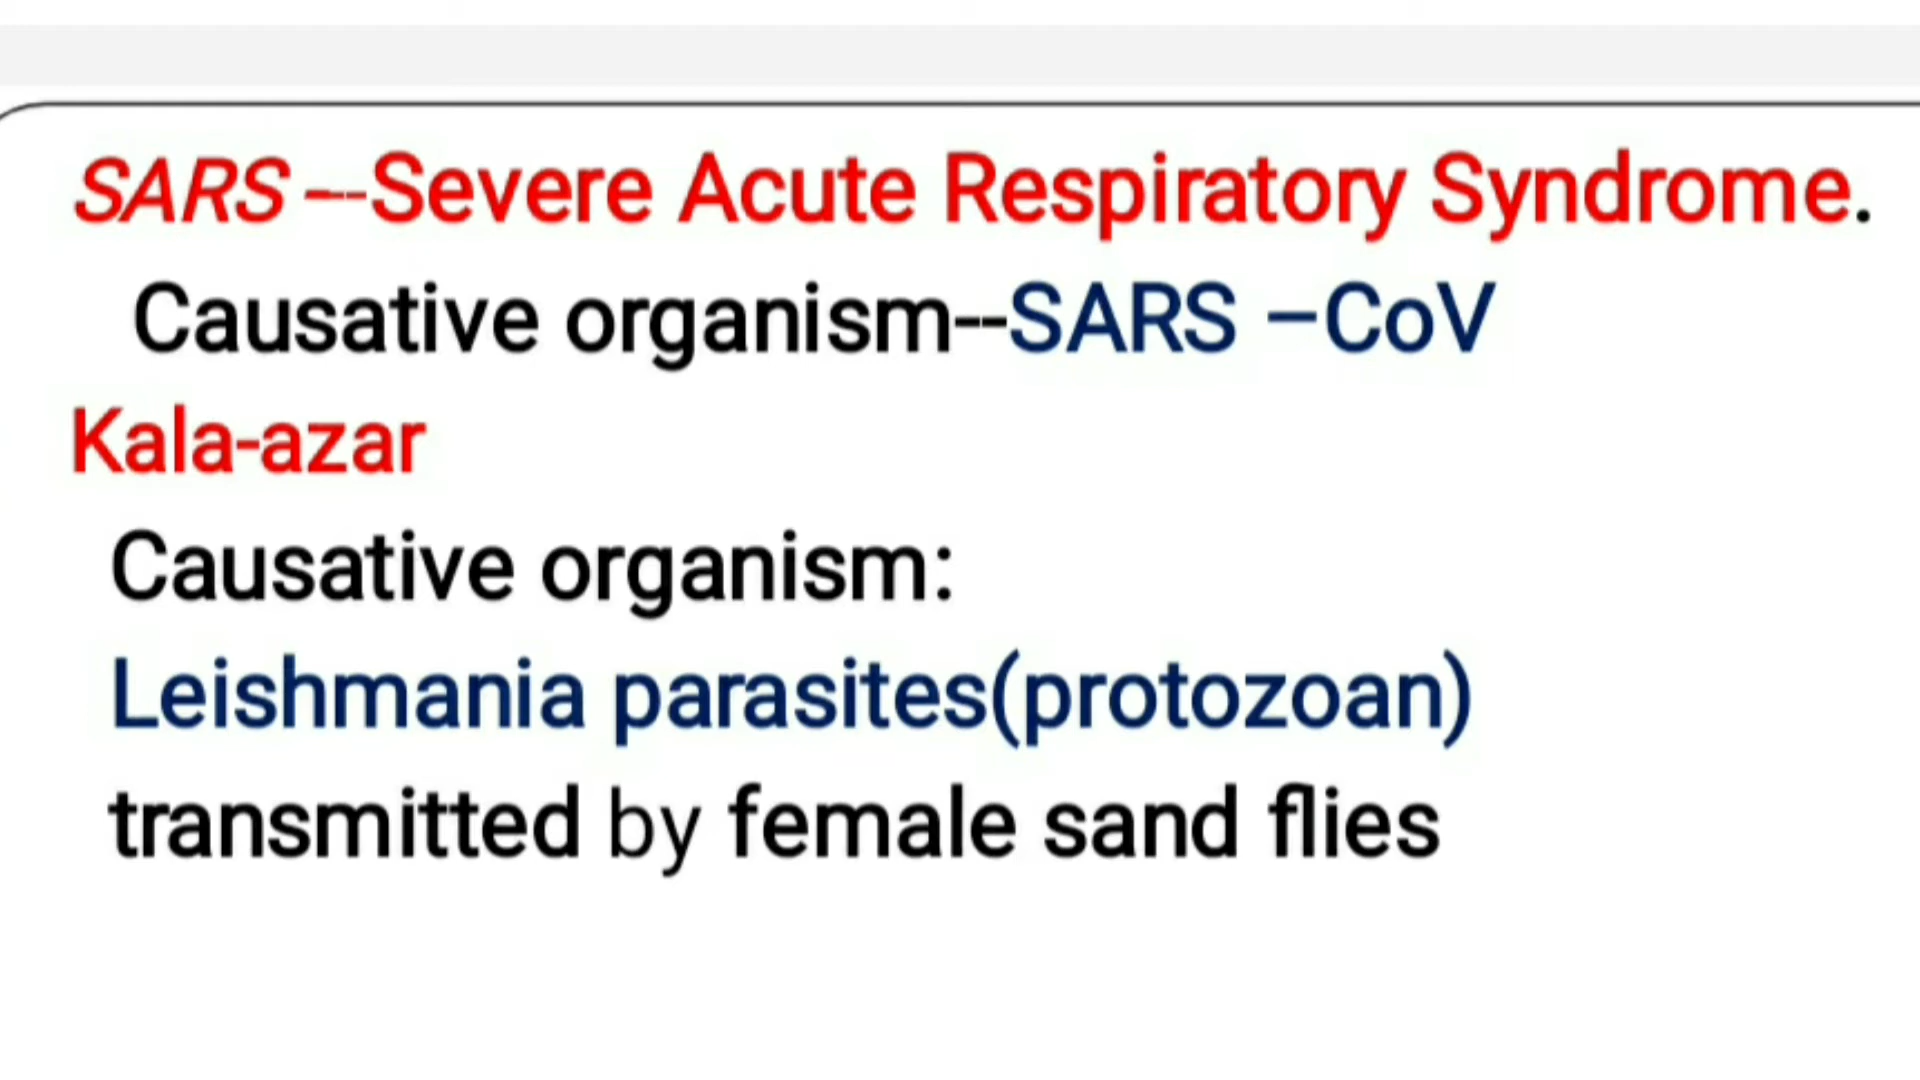 SARS –-Severe Acute Respiratory Syndrome.
Causative organism--SARS –CoV
Kala-azar
Causative organism:
Leishmania parasites(protozoan)
transmitted by female sand flies